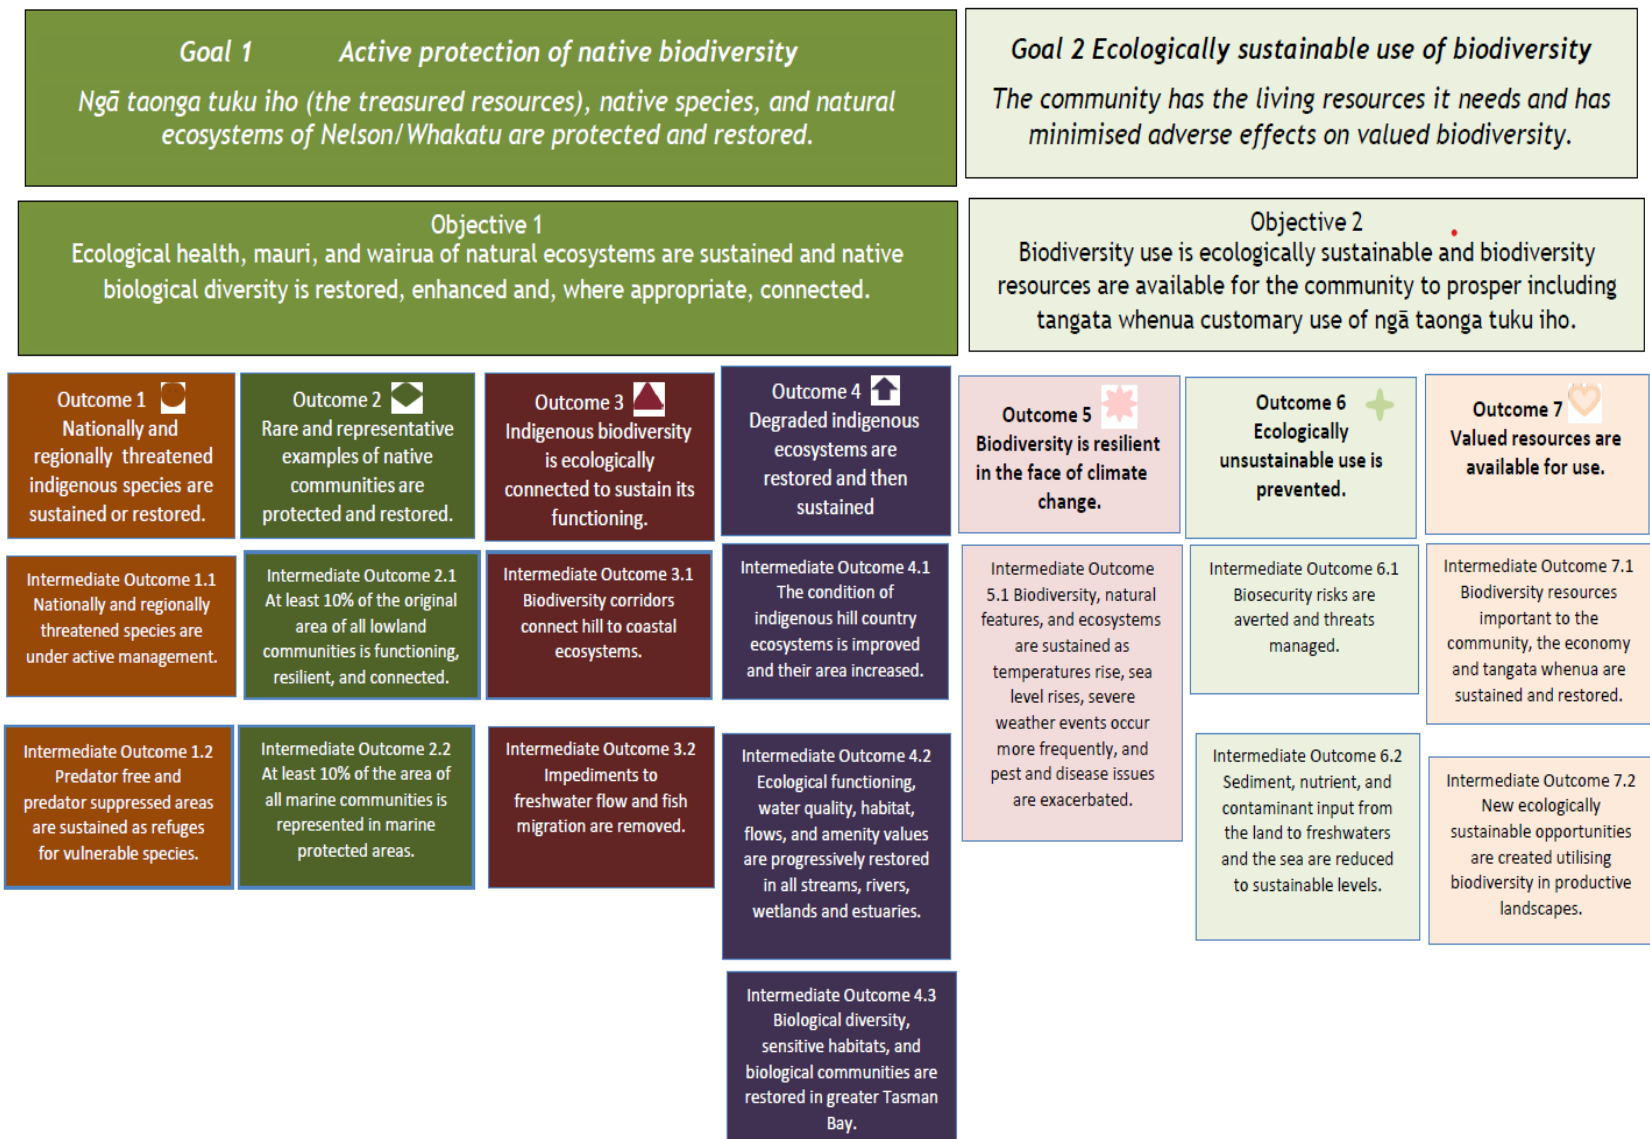 Goal 1 Active protection of native biodiversity
Ngā taonga tuku iho (the treasured resources), native species, and natural
ecosystems of Nelson/Whakatu are protected and restored.
Goal 2 Ecologically sustainable use of biodiversity
The community has the living resources it needs and has
minimised adverse effects on valued biodiversity.
Objective 1
Ecological health, mauri, and wairua of natural ecosystems are sustained and native
biological diversity is restored, enhanced and, where appropriate, connected.
Objective 2
Biodiversity use is ecologically sustainable and biodiversity
resources are available for the community to prosper including
tangata whenua customary use of ngā taonga tuku iho.
Outcome 1
Nationally and
regionally threatened
indigenous species are
sustained or restored.
Outcome 2
Rare and representative
examples of native
communities are
protected and restored.
Outcome 3
Indigenous biodiversity
is ecologically
connected to sustain its
functioning.
Outcome 4
Degraded indigenous
ecosystems are
restored and then
sustained
Outcome 5
Biodiversity is resilient
in the face of climate
change.
Outcome 6
Ecologically
unsustainable use is
prevented.
Outcome 7
Valued resources are
available for use.
Intermediate Outcome 1.1
Nationally and regionally
threatened species are
under active management.
Intermediate Outcome 2.1
At least 10% of the original
area of all lowland
communities is functioning,
resilient, and connected.
Intermediate Outcome 3.1
Biodiversity corridors
connect hill to coastal
ecosystems.
Intermediate Outcome 4.1
The condition of
indigenous hill country
ecosystems is improved
and their area increased.
Intermediate Outcome
5.1 Biodiversity, natural
features, and ecosystems
are sustained as
temperatures rise, sea
level rises, severe
weather events occur
more frequently, and
pest and disease issues
are exacerbated.
Intermediate Outcome 6.1
Biosecurity risks are
averted and threats
managed.
Intermediate Outcome 7.1
Biodiversity resources
important to the
community, the economy
and tangata whenua are
sustained and restored.
Intermediate Outcome 1.2
Predator free and
predator suppressed areas
are sustained as refuges
for vulnerable species.
Intermediate Outcome 2.2
At least 10% of the area of
all marine communities is
represented in marine
protected areas.
Intermediate Outcome 3.2
Impediments to
freshwater flow and fish
migration are removed.
Intermediate Outcome 4.2
Ecological functioning,
water quality, habitat,
flows, and amenity values
are progressively restored
in all streams, rivers,
wetlands and estuaries.
Intermediate Outcome 6.2
Sediment, nutrient, and
contaminant input from
the land to freshwaters
and the sea are reduced
to sustainable levels.
Intermediate Outcome 7.2
New ecologically
sustainable opportunities
are created utilising
biodiversity in productive
landscapes.
Intermediate Outcome 4.3
Biological diversity,
sensitive habitats, and
biological communities are
restored in greater Tasman
Bay.